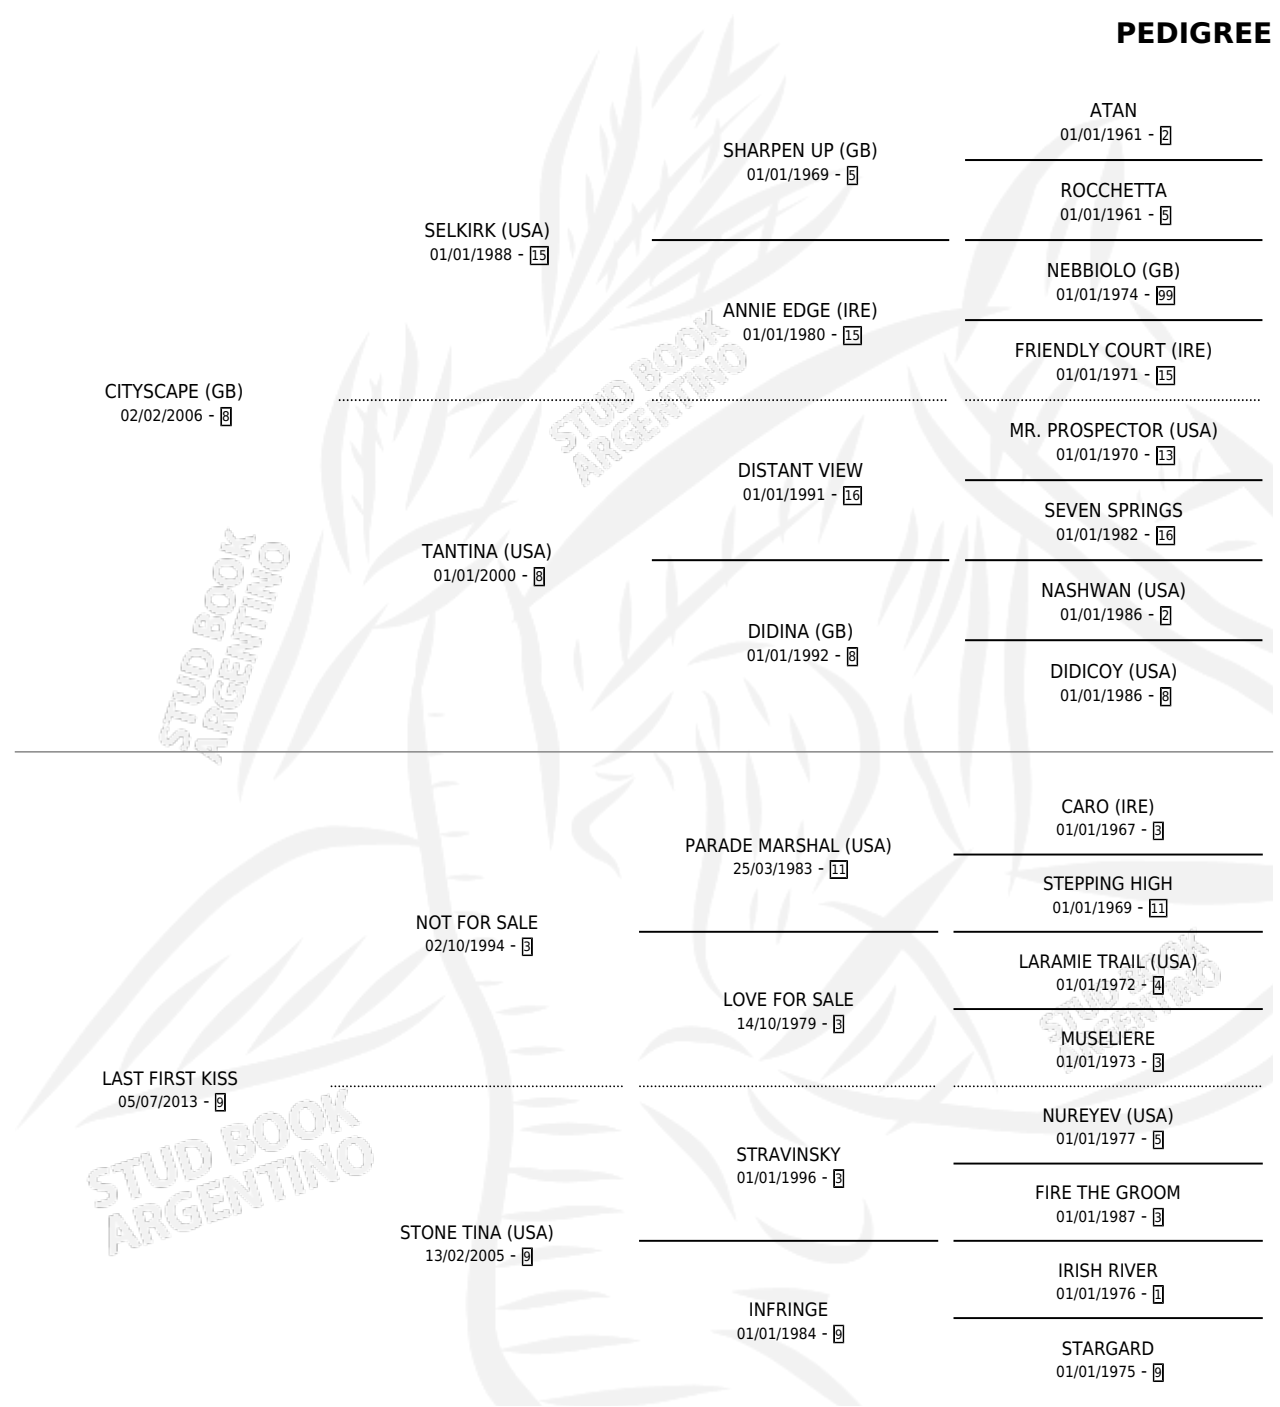 PEDIGREE
ATAN
01/01/1961 - 2
SHARPEN UP (GB)
01/01/1969 - 5
ROCCHETTA
01/01/1961 - 5
SELKIRK (USA)
01/01/1988 - 15
NEBBIOLO (GB)
01/01/1974 - 99
ANNIE EDGE (IRE)
01/01/1980 - 15
FRIENDLY COURT (IRE)
01/01/1971 - 15
CITYSCAPE (GB)
02/02/2006 - 8
MR. PROSPECTOR (USA)
01/01/1970 - 13
DISTANT VIEW
01/01/1991 - 16
SEVEN SPRINGS
01/01/1982 - 16
TANTINA (USA)
01/01/2000 - 8
NASHWAN (USA)
01/01/1986 - 2
DIDINA (GB)
01/01/1992 - 8
DIDICOY (USA)
01/01/1986 - 8
CARO (IRE)
01/01/1967 - 3
PARADE MARSHAL (USA)
25/03/1983 - 11
STEPPING HIGH
01/01/1969 - 11
NOT FOR SALE
02/10/1994 - 3
LARAMIE TRAIL (USA)
01/01/1972 - 4
LOVE FOR SALE
14/10/1979 - 3
MUSELIERE
01/01/1973 - 3
LAST FIRST KISS
05/07/2013 - 9
NUREYEV (USA)
01/01/1977 - 5
STRAVINSKY
01/01/1996 - 3
FIRE THE GROOM
01/01/1987 - 3
STONE TINA (USA)
13/02/2005 - 9
IRISH RIVER
01/01/1976 - 1
INFRINGE
01/01/1984 - 9
STARGARD
01/01/1975 - 9
STUD BOOK
ARGENTINO
STUD BOOK
ARGENTINO
STUD BOOK
ARGENTINO
STUD BOOK
ARGENTINO